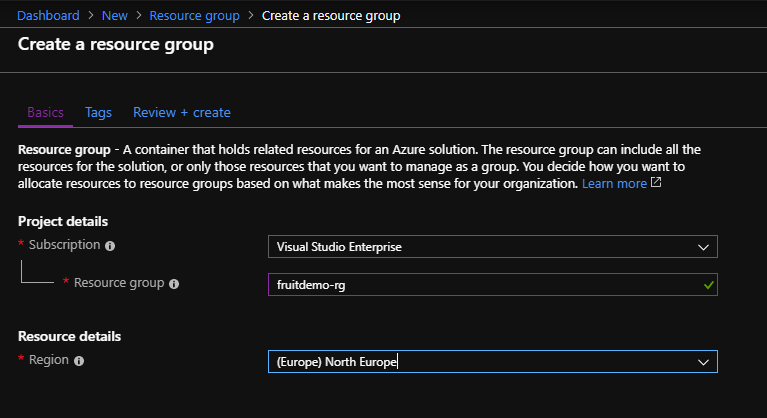 Dashboard > New > Resource group > Create a resource group
Create a resource group
Basics Tags Review + create
Resource group - A container that holds related resources for an Azure solution. The resource group can include all the
resources for the solution, or only those resources that you want to manage as a group. You decide how you want to
allocate resources to resource groups based on what makes the most sense for your organization. Learn more
Project details
* Subscription Visual Studio Enterprise
* Resource group fruitdemo-rg
Resource details
* Region (Europe) North Europe